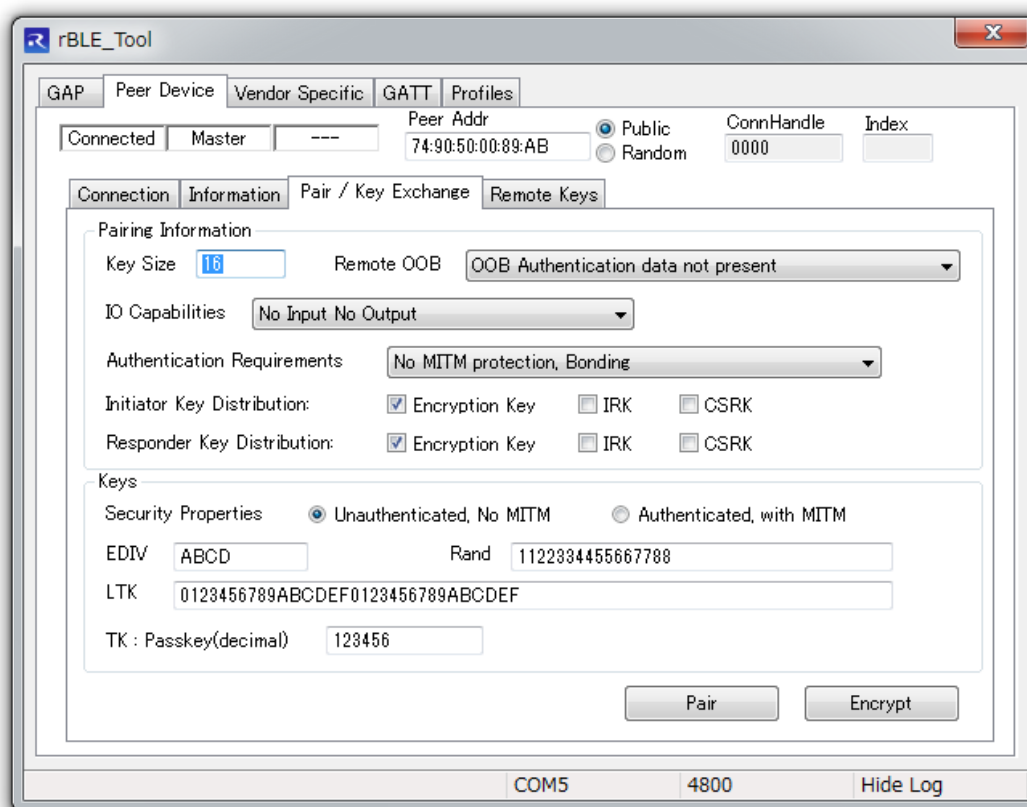 rBLE_Tool
GAP Peer Device Vendor Specific GATT Profiles
Connected Master --- Peer Addr 74:90:50:00:89:AB Public Random ConnHandle 0000 Index
Connection Information Pair / Key Exchange Remote Keys
Pairing Information
Key Size 16 Remote OOB OOB Authentication data not present
IO Capabilities No Input No Output
Authentication Requirements No MITM protection, Bonding
Initiator Key Distribution: Encryption Key IRK CSRK
Responder Key Distribution: Encryption Key IRK CSRK
Keys
Security Properties Unauthenticated, No MITM Authenticated, with MITM
EDIV ABCD Rand 1122334455667788
LTK 0123456789ABCDEF0123456789ABCDEF
TK : Passkey(decimal) 123456
Pair Encrypt
COM5 4800 Hide Log